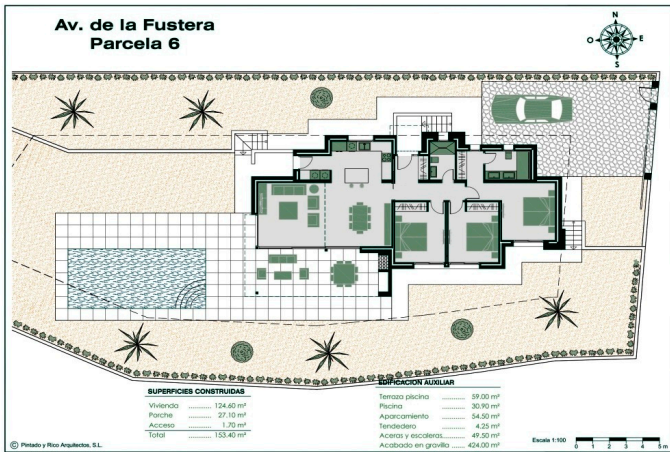 Av. de la Fustera
Parcela 6
N
O
E
S
SUPERFICIES CONSTRUIDAS
Vivienda ........... 124.60 m²
Porche ........... 27.10 m²
Acceso ........... 1.70 m²
Total ........... 153.40 m²
EDIFICACION AUXILIAR
Terraza piscina ........... 59.00 m²
Piscina ........... 30.90 m²
Aparcamiento ........... 54.50 m²
Tendedero ........... 4.25 m²
Aceras y escaleras........... 49.50 m²
Acabado en gravilla ........... 424.00 m²
© Pintado y Rico Arquitectos, S.L.
Escala 1:100
0 1 2 3 4 5 m